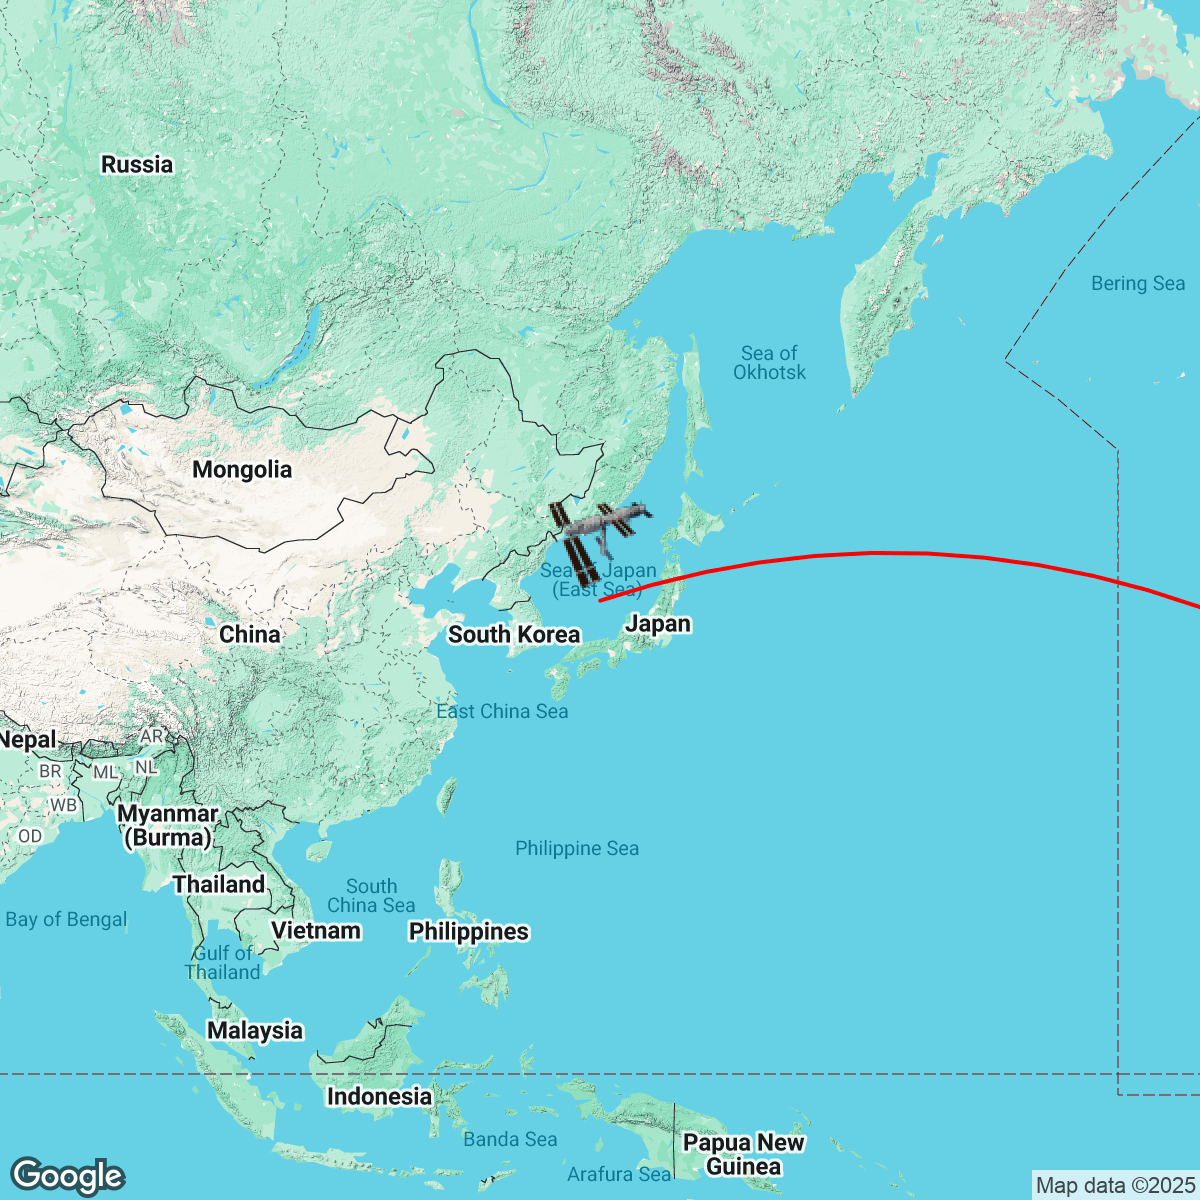 Russia
Bering Sea
Sea of
Okhotsk
Mongolia
Sea of Japan
(East Sea)
Japan
China
South Korea
East China Sea
Nepal
AR
BR
ML
NL
WB
Myanmar
(Burma)
OD
Philippine Sea
Thailand
South
China Sea
Bay of Bengal
Vietnam
Philippines
Gulf of
Thailand
Malaysia
Indonesia
Banda Sea
Papua New
Guinea
Arafura Sea
Google
Map data ©2025